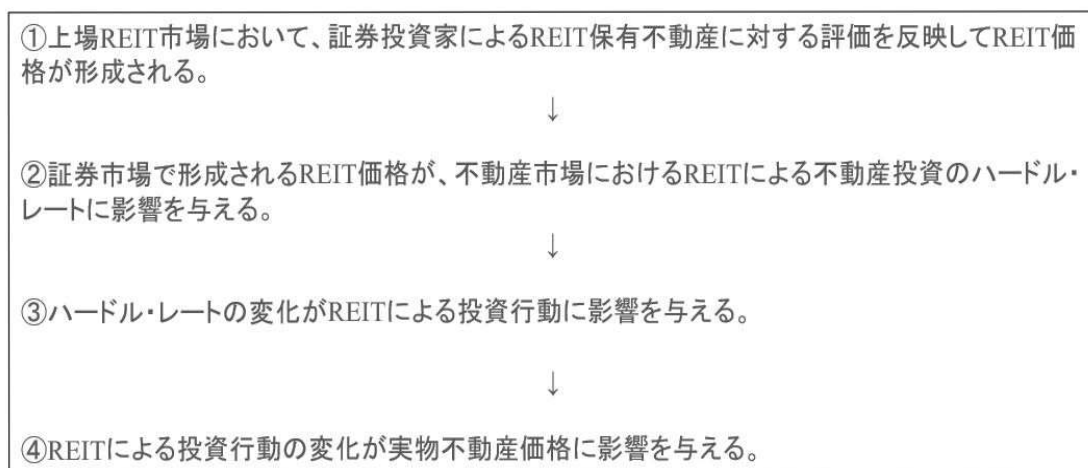 ①上場REIT市場において、証券投資家によるREIT保有不動産に対する評価を反映してREIT価
格が形成される。
↓
②証券市場で形成されるREIT価格が、不動産市場におけるREITによる不動産投資のハードル・
レートに影響を与える。
↓
③ハードル・レートの変化がREITによる投資行動に影響を与える。
↓
④REITによる投資行動の変化が実物不動産価格に影響を与える。